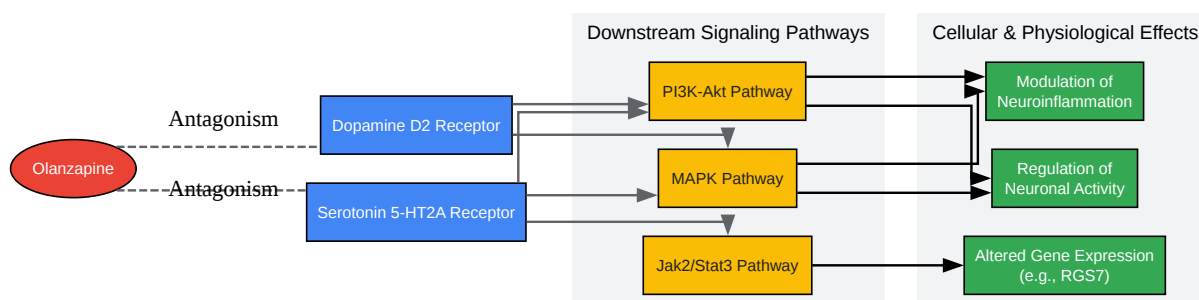 Downstream Signaling Pathways
Cellular & Physiological Effects
Olanzapine
Antagonism
Antagonism
Dopamine D2 Receptor
Serotonin 5-HT2A Receptor
PI3K-Akt Pathway
MAPK Pathway
Jak2/Stat3 Pathway
Modulation of
Neuroinflammation
Regulation of
Neuronal Activity
Altered Gene Expression
(e.g., RGS7)